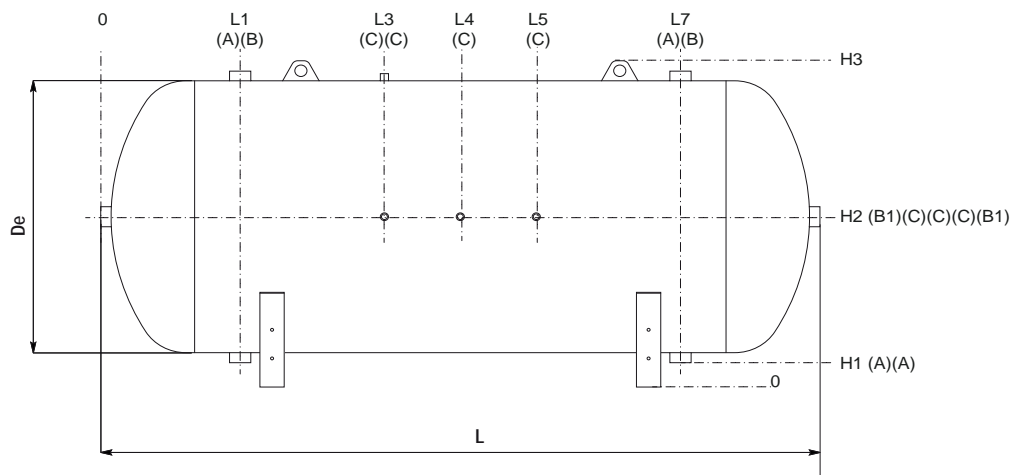 0 L1 L3 L4 L5 L7
(A)(B) (C)(C) (C) (C) (A)(B)
H3
De
H2 (B1)(C)(C)(C)(B1)
H1 (A)(A)
0
L